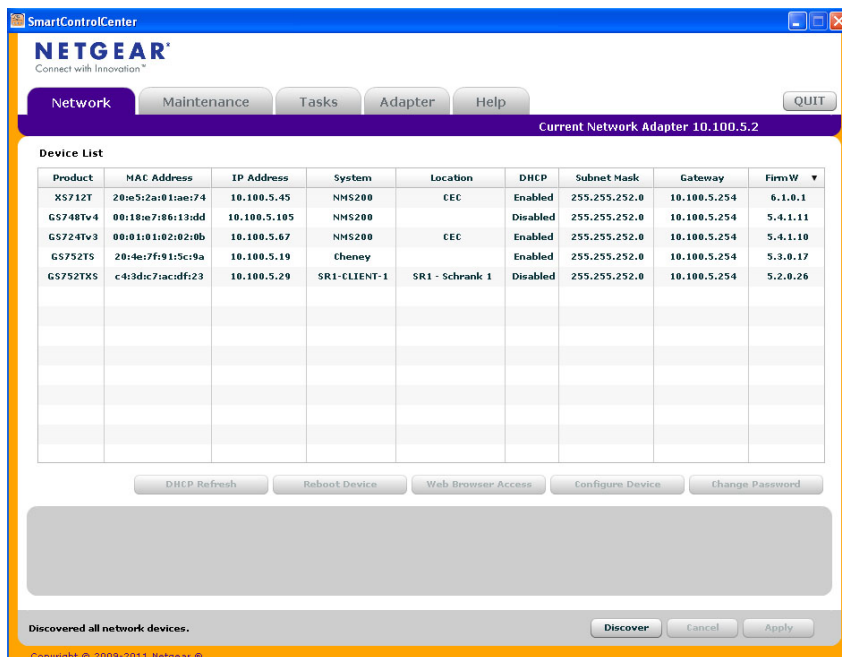 SmartControlCenter
NETGEAR®
Connect with Innovation™
Network Maintenance Tasks Adapter Help QUIT
Current Network Adapter 10.100.5.2
Device List
Product MAC Address IP Address System Location DHCP Subnet Mask Gateway FirmW ▼
XS712T 20:e5:2a:01:ae:74 10.100.5.45 NMS200 CEC Enabled 255.255.252.0 10.100.5.254 6.1.0.1
GS748Tv4 00:18:e7:86:13:dd 10.100.5.105 NMS200 Disabled 255.255.252.0 10.100.5.254 5.4.1.11
GS724Tv3 00:01:01:02:02:0b 10.100.5.67 NMS200 CEC Enabled 255.255.252.0 10.100.5.254 5.4.1.10
GS752TS 20:4e:7f:91:5c:9a 10.100.5.19 Cheney Enabled 255.255.252.0 10.100.5.254 5.3.0.17
GS752TXS c4:3d:c7:ac:df:23 10.100.5.29 SR1-CLIENT-1 SR1 - Schrank 1 Disabled 255.255.252.0 10.100.5.254 5.2.0.26
DHCP Refresh Reboot Device Web Browser Access Configure Device Change Password
Discovered all network devices. Discover Cancel Apply
Copyright © 2009-2011 Netgear ®